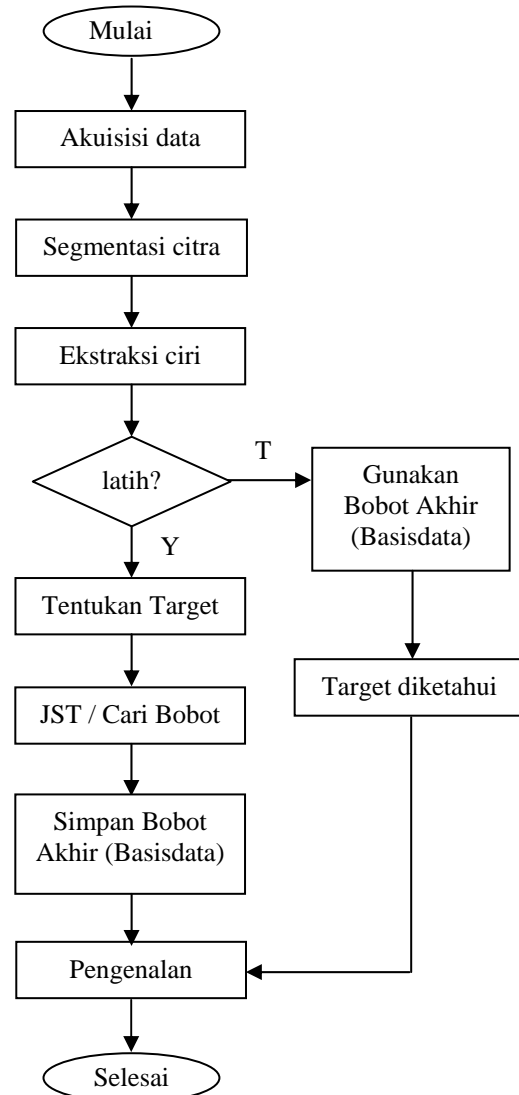 Mulai
Akuisisi data
Segmentasi citra
Ekstraksi ciri
latih?
T
Gunakan
Bobot Akhir
(Basisdata)
Y
Tentukan Target
Target diketahui
JST / Cari Bobot
Simpan Bobot
Akhir (Basisdata)
Pengenalan
Selesai